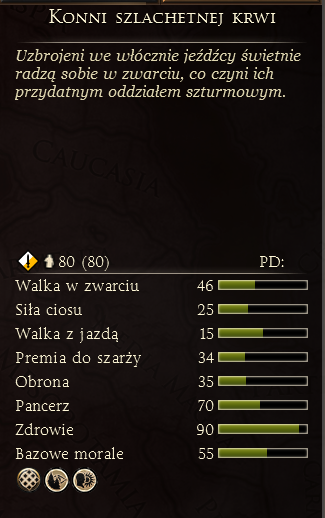 Konni szlachetnej krwi
Uzbrojeni we włócznie jeźdźcy świetnie
radzą sobie w zwarciu, co czyni ich
przydatnym oddziałem szturmowym.
CAUCASIA
80 (80) PD:
Walka w zwarciu 46
Siła ciosu 25
Walka z jazdą 15
Premia do szarży 34
Obrona 35
Pancerz 70
Zdrowie 90
Bazowe morale 55